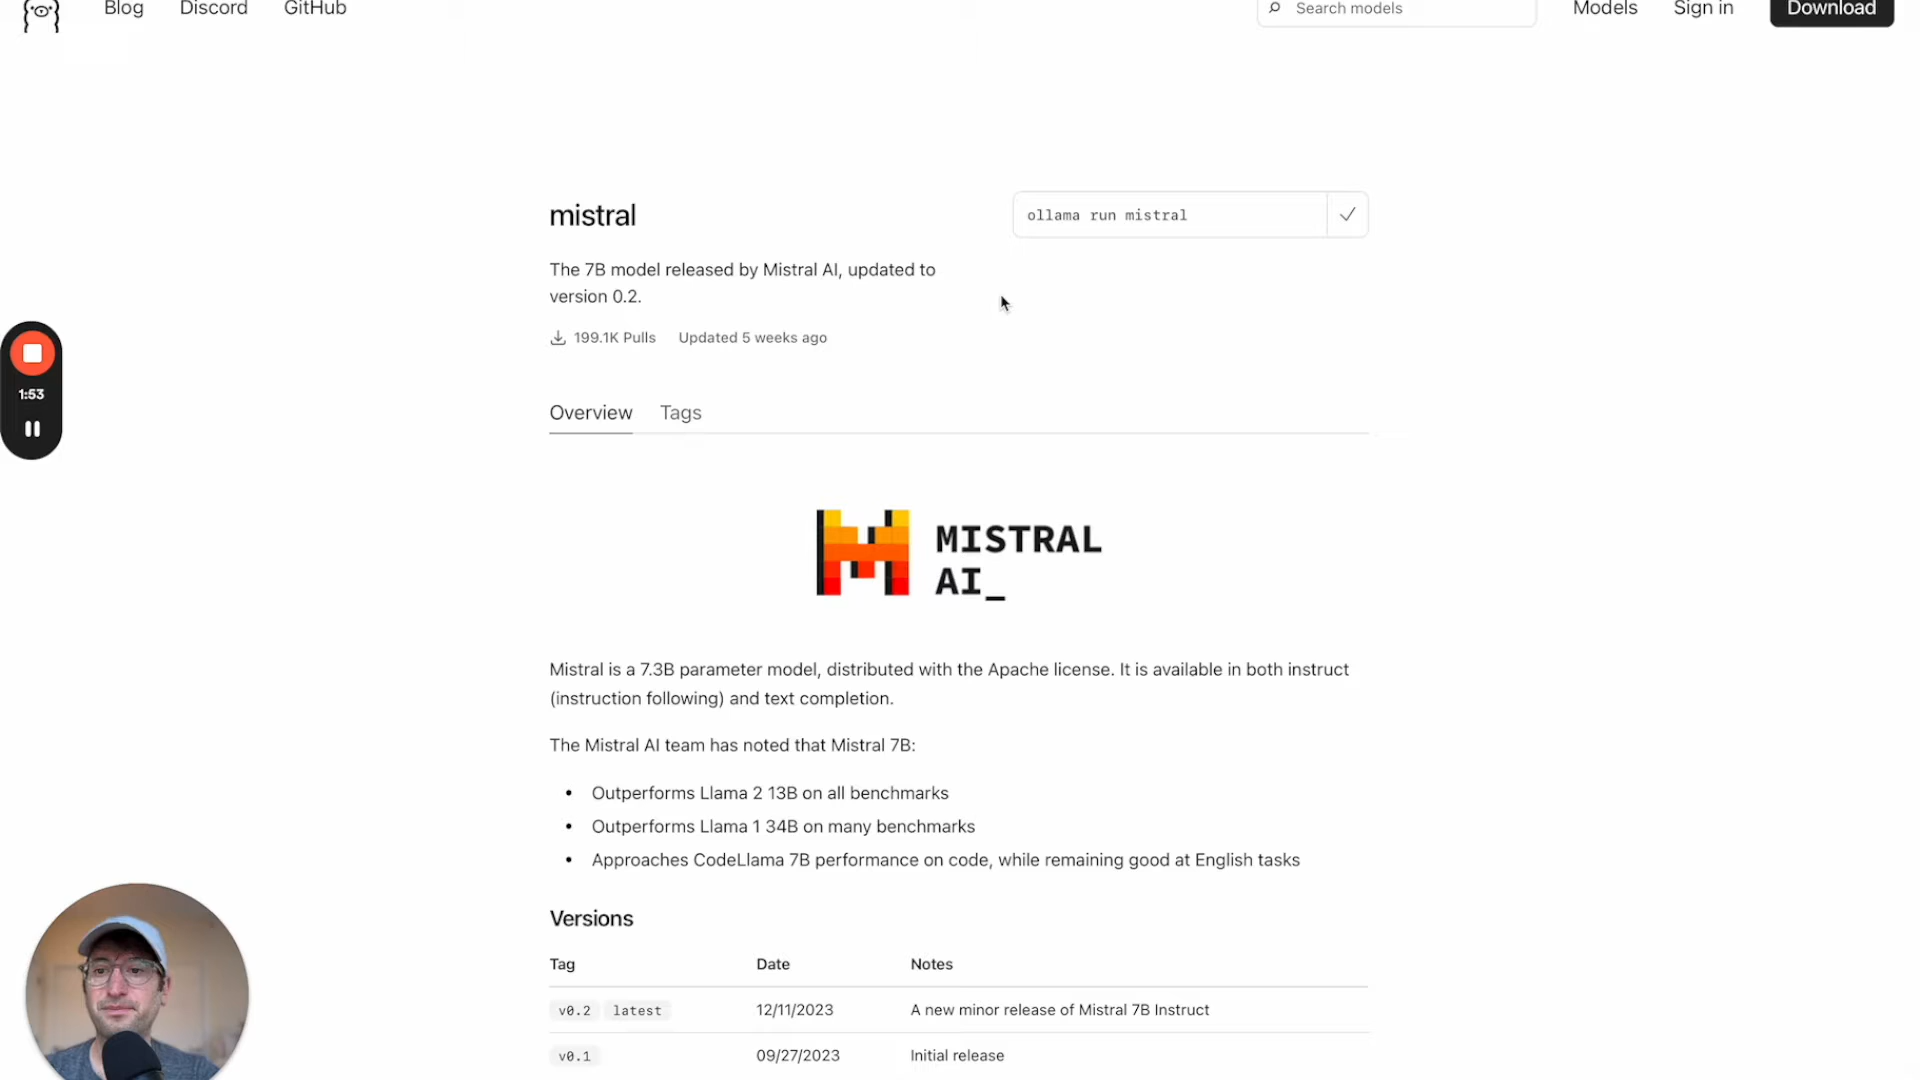 Blog Discord GitHub Search models Models Sign in Download
mistral
ollama run mistral
The 7B model released by Mistral AI, updated to
version 0.2.
199.1K Pulls Updated 5 weeks ago
1:53
Overview Tags
MISTRAL
AI_
Mistral is a 7.3B parameter model, distributed with the Apache license. It is available in both instruct
(instruction following) and text completion.
The Mistral AI team has noted that Mistral 7B:
• Outperforms Llama 2 13B on all benchmarks
• Outperforms Llama 1 34B on many benchmarks
• Approaches CodeLlama 7B performance on code, while remaining good at English tasks
Versions
Tag Date Notes
v0.2 latest 12/11/2023 A new minor release of Mistral 7B Instruct
v0.1 09/27/2023 Initial release